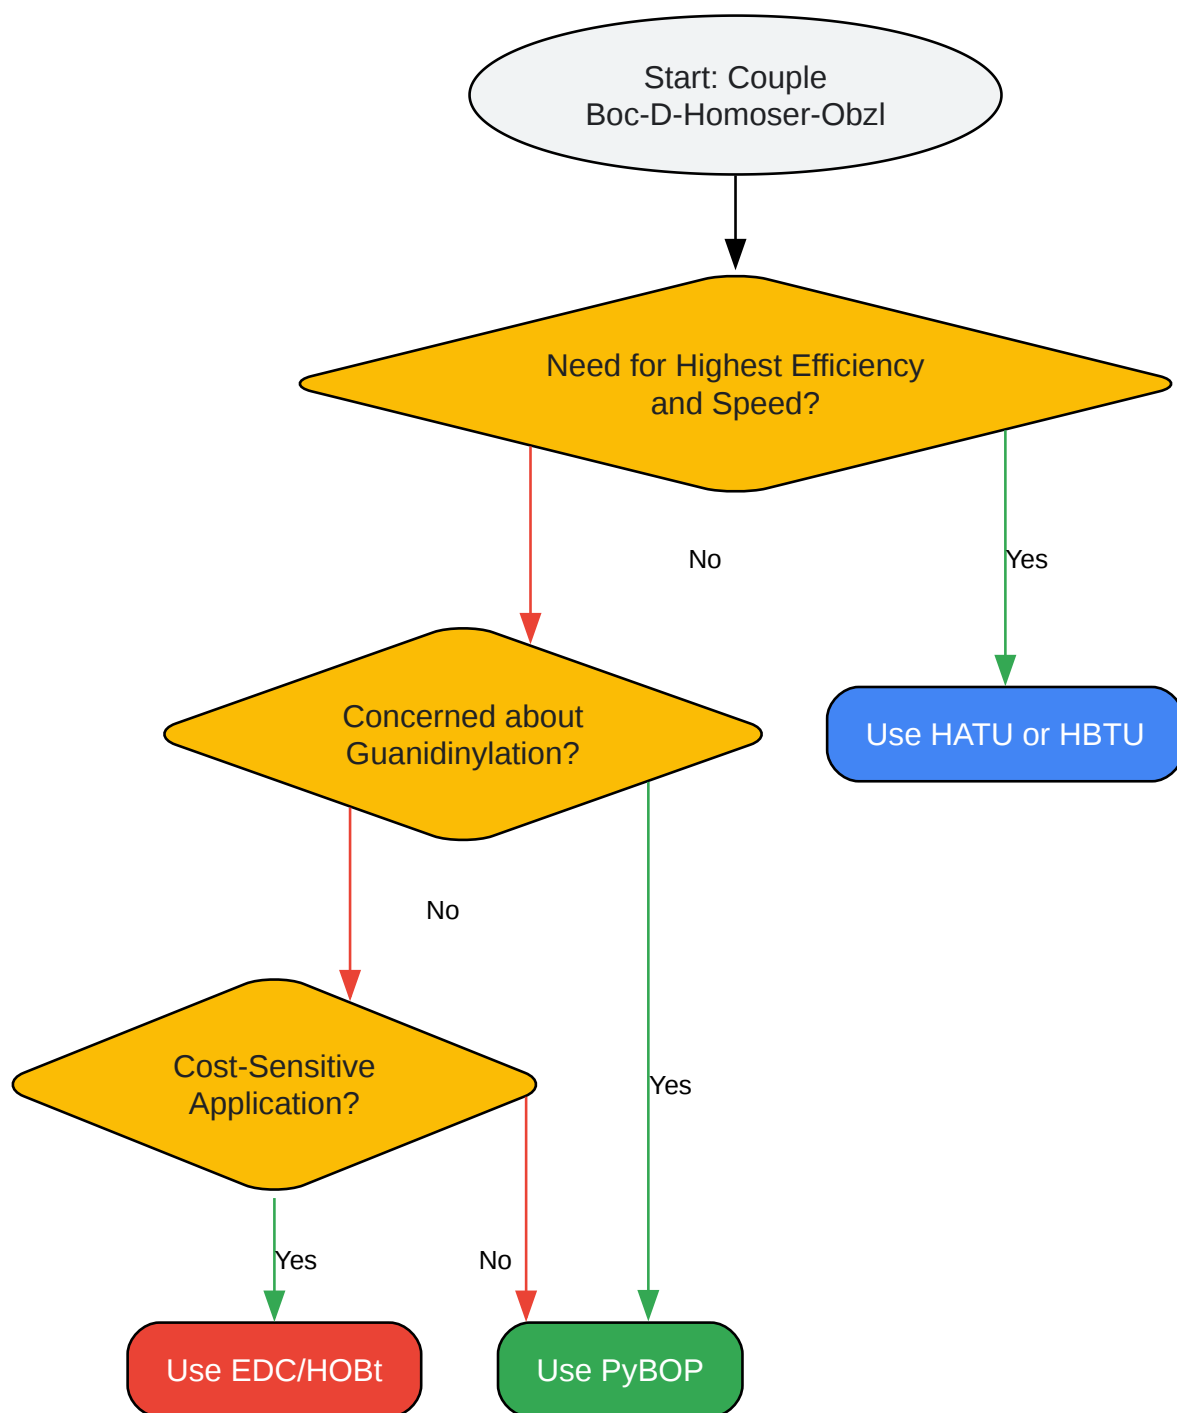 Start: Couple
Boc-D-Homoser-Obzl
Need for Highest Efficiency
and Speed?
No
Yes
Concerned about
Guanidinylation?
Use HATU or HBTU
No
Cost-Sensitive
Application?
Yes
Yes
No
Use EDC/HOBt
Use PyBOP